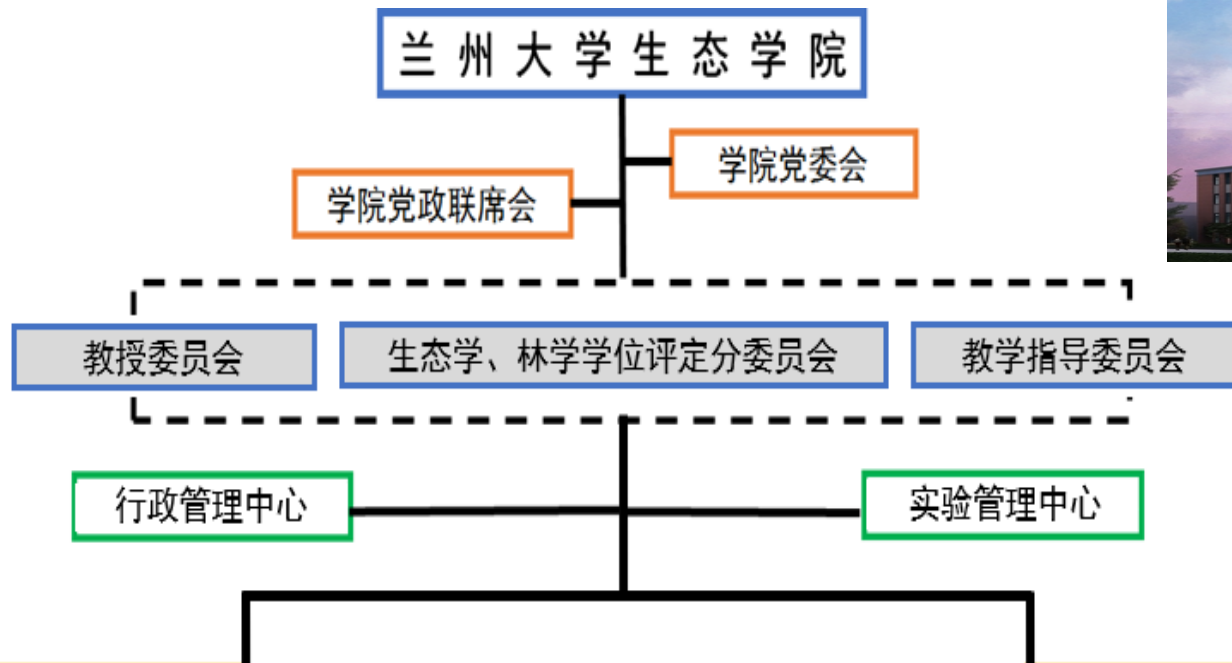 兰州大学生态学院
学院党委会
学院党政联席会
教授委员会
生态学、林学学位评定分委员会
教学指导委员会
行政管理中心
实验管理中心